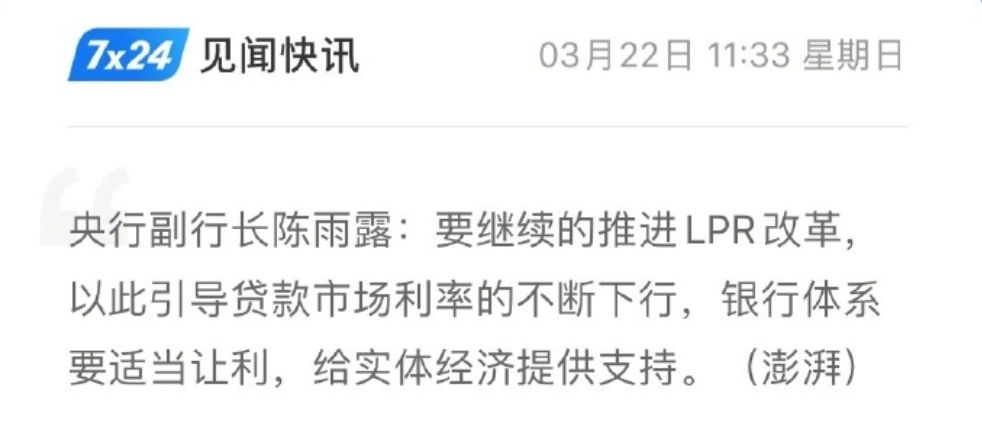 7x24 见闻快讯 03月22日 11:33 星期日
央行副行长陈雨露：要继续的推进LPR改革，
以此引导贷款市场利率的不断下行，银行体系
要适当让利，给实体经济提供支持。（澎湃）